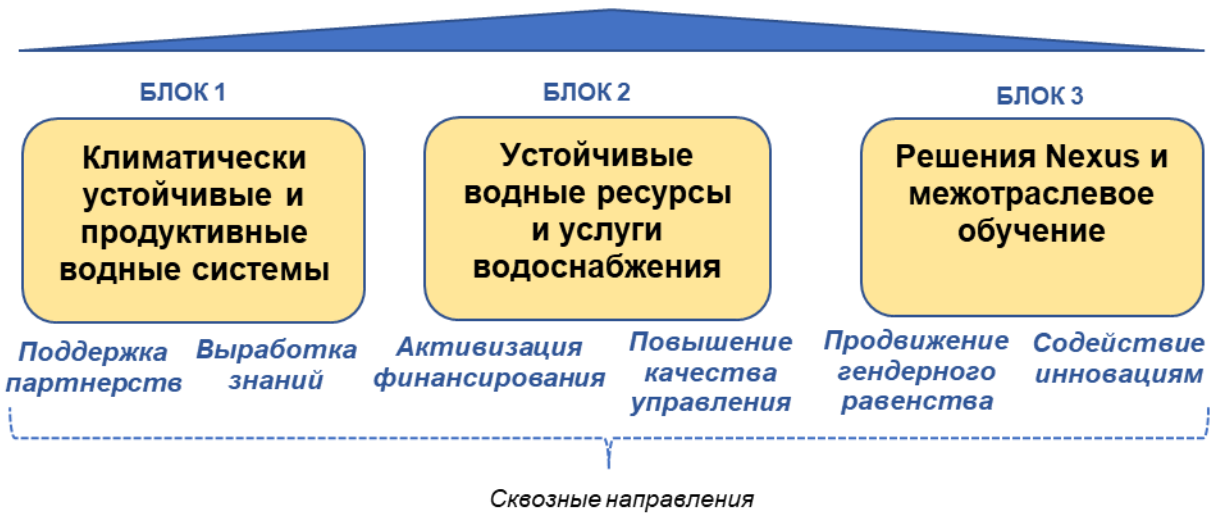 БЛОК 1
Климатически
устойчивые и
продуктивные
водные системы
БЛОК 2
Устойчивые
водные ресурсы
и услуги
водоснабжения
БЛОК 3
Решения Nexus и
межотраслевое
обучение
Поддержка
партнерств
Выработка
знаний
Активизация
финансирования
Повышение
качества
управления
Продвижение
гендерного
равенства
Содействие
инновациям
Сквозные направления